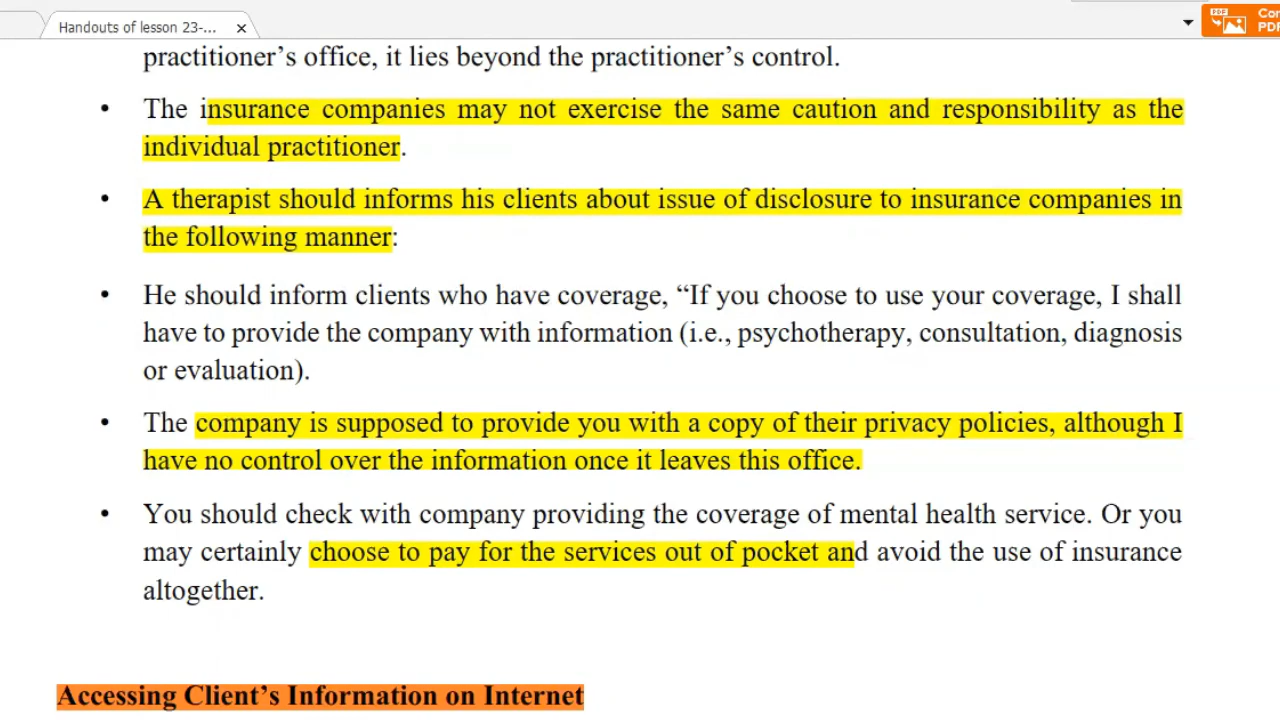 Handouts of lesson 23-... ×
PDF
Con
PDF
practitioner’s office, it lies beyond the practitioner’s control.
• The insurance companies may not exercise the same caution and responsibility as the
individual practitioner.
• A therapist should informs his clients about issue of disclosure to insurance companies in
the following manner:
• He should inform clients who have coverage, “If you choose to use your coverage, I shall
have to provide the company with information (i.e., psychotherapy, consultation, diagnosis
or evaluation).
• The company is supposed to provide you with a copy of their privacy policies, although I
have no control over the information once it leaves this office.
• You should check with company providing the coverage of mental health service. Or you
may certainly choose to pay for the services out of pocket and avoid the use of insurance
altogether.
Accessing Client’s Information on Internet